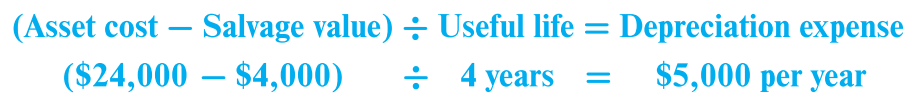 (Asset cost – Salvage value) ÷ Useful life = Depreciation expense
($24,000 – $4,000) ÷ 4 years = $5,000 per year